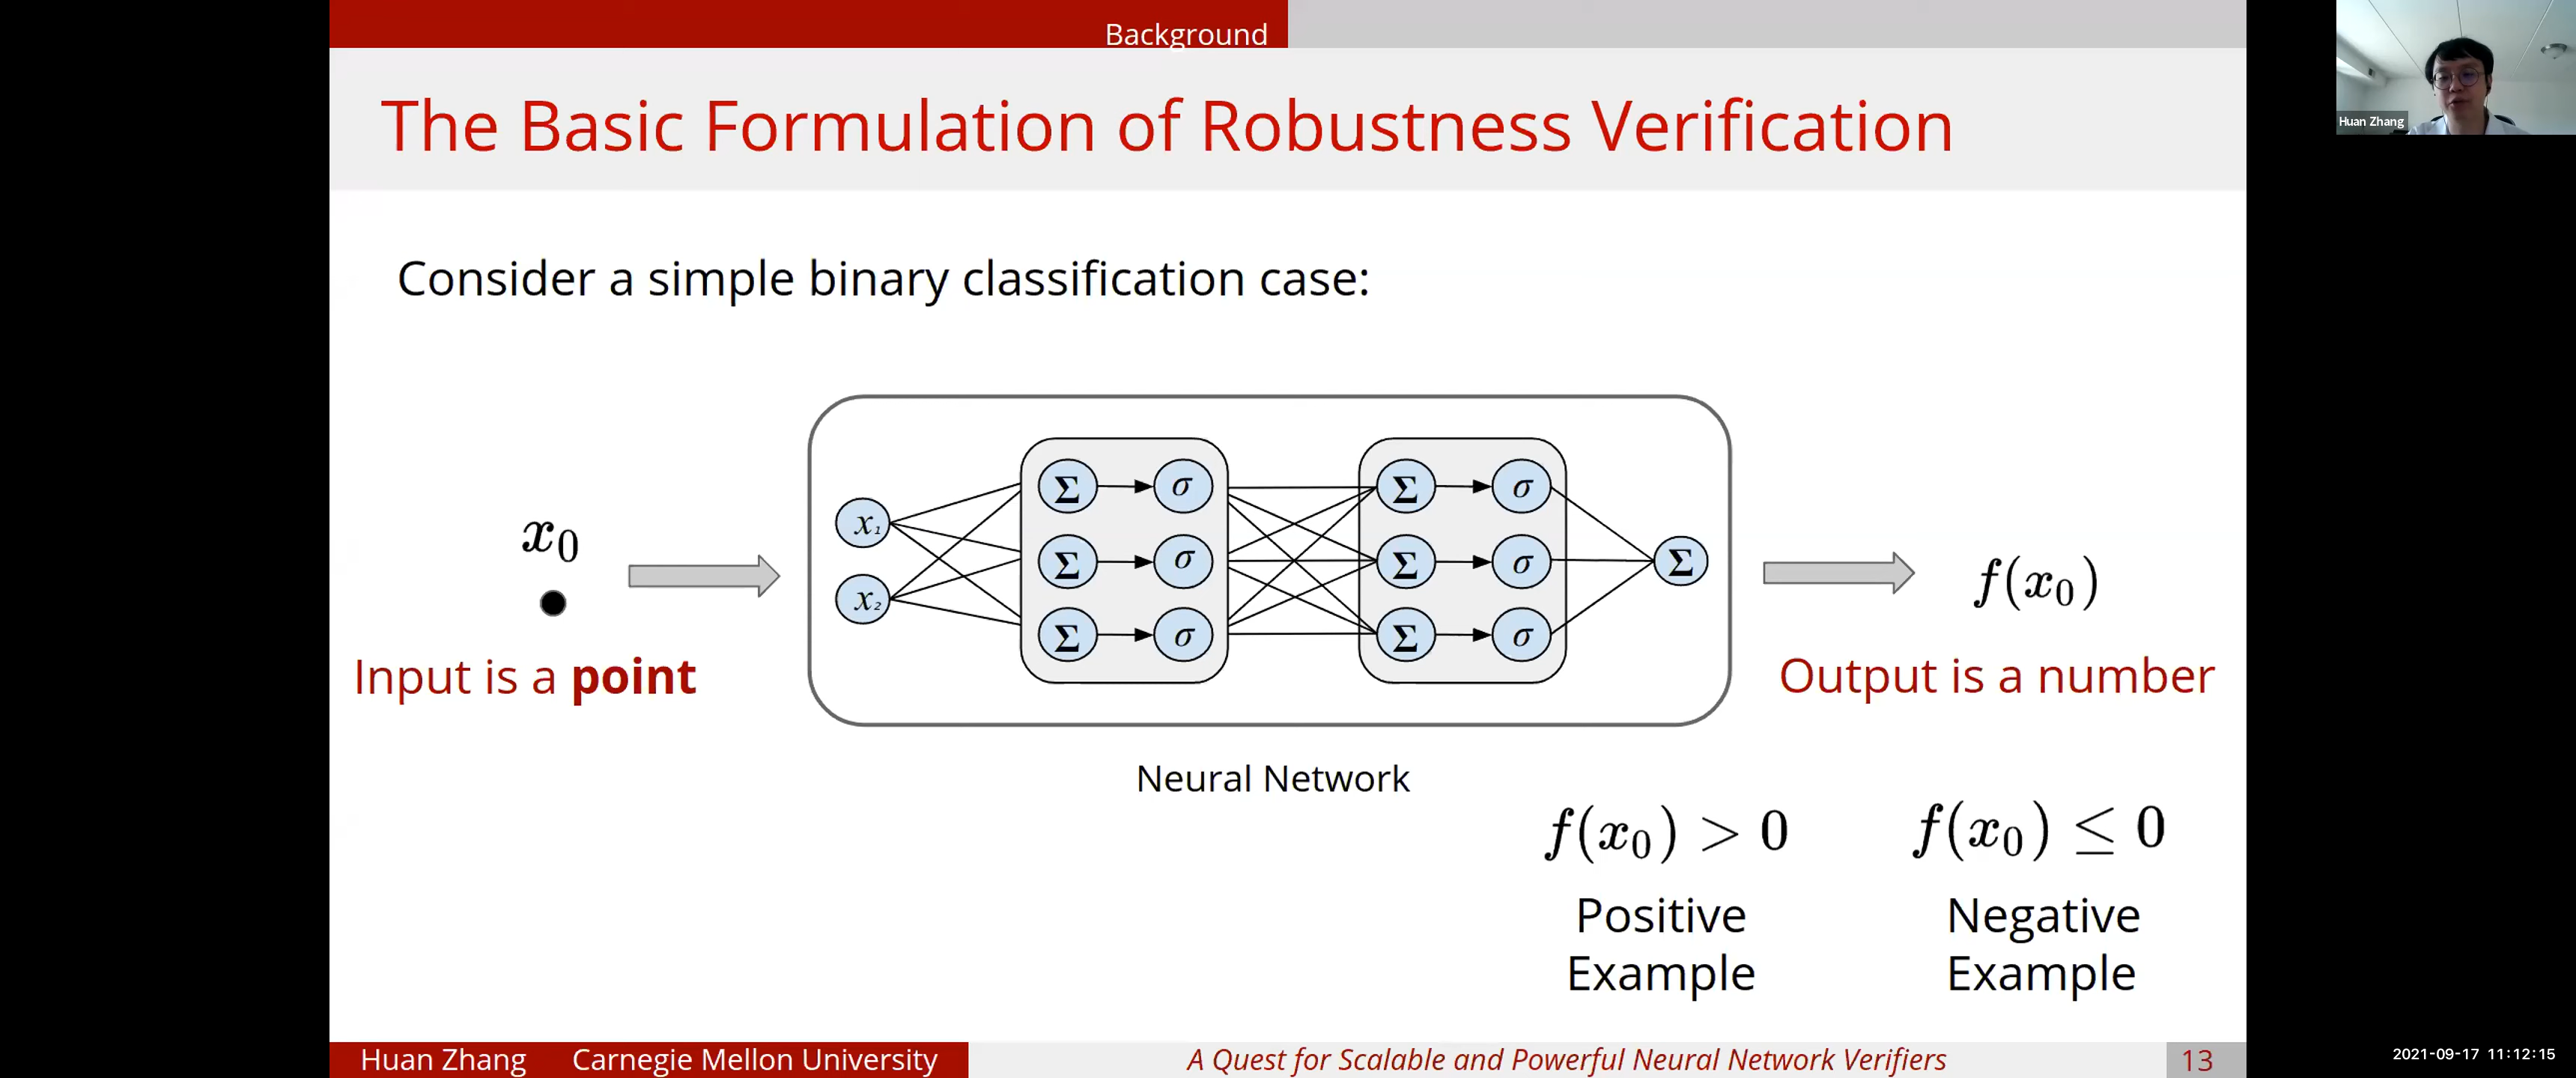 Background
The Basic Formulation of Robustness Verification
Huan Zhang
Consider a simple binary classification case:
x₀
Input is a point
x₁
x₂
Σ σ Σ σ
Σ σ Σ σ Σ
Σ σ Σ σ
f(x₀)
Output is a number
Neural Network
f(x₀) > 0
Positive
Example
f(x₀) ≤ 0
Negative
Example
Huan Zhang Carnegie Mellon University
A Quest for Scalable and Powerful Neural Network Verifiers
13
2021-09-17 11:12:15